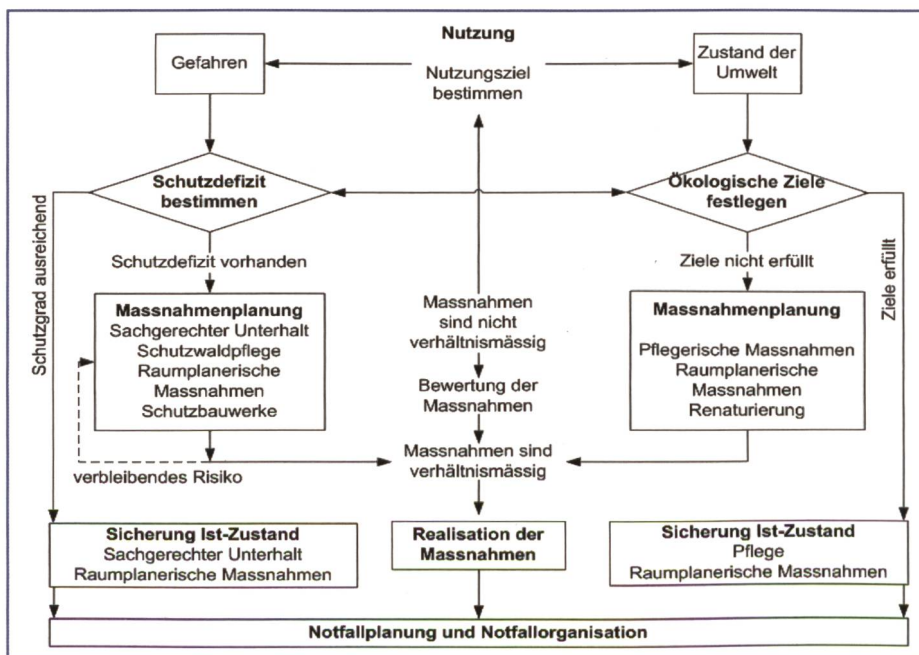 Nutzung
Gefahren
Nutzungsziel
bestimmen
Zustand der
Umwelt
Schutzdefizit
bestimmen
Ökologische Ziele
festlegen
Schutzgrad ausreichend
Schutzdefizit vorhanden
Ziele nicht erfüllt
Ziele erfüllt
Massnahmenplanung
Sachgerechter Unterhalt
Schutzwaldpflege
Raumplanerische
Massnahmen
Schutzbauwerke
verbleibendes Risiko
Massnahmen
sind nicht
verhältnismässig
Bewertung der
Massnahmen
Massnahmen sind
verhältnismässig
Massnahmenplanung
Pflegerische Massnahmen
Raumplanerische
Massnahmen
Renaturierung
Sicherung Ist-Zustand
Sachgerechter Unterhalt
Raumplanerische Massnahmen
Realisation der
Massnahmen
Sicherung Ist-Zustand
Pflege
Raumplanerische Massnahmen
Notfallplanung und Notfallorganisation